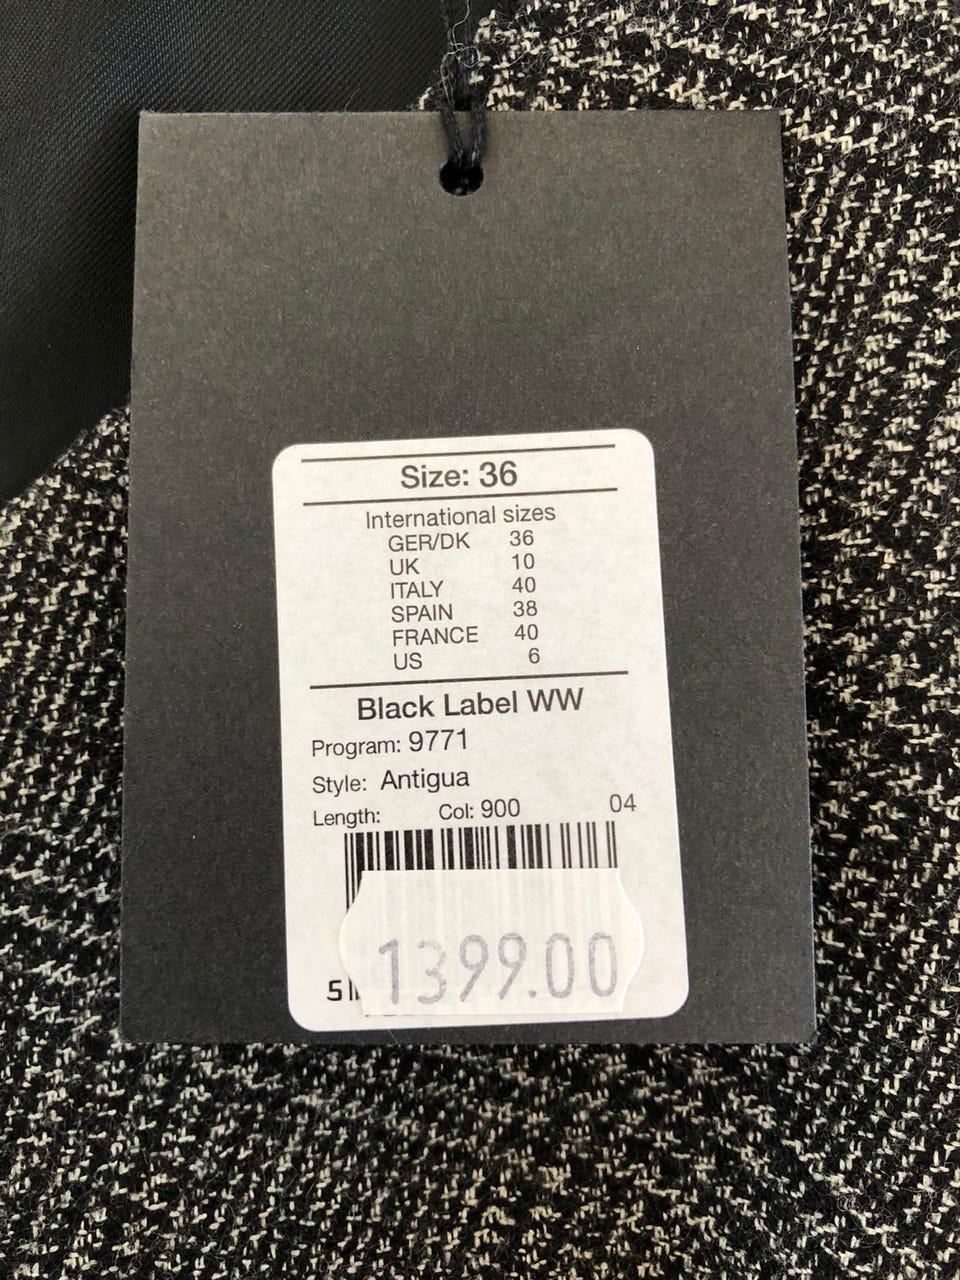 Size: 36
International sizes
GER/DK 36
UK 10
ITALY 40
SPAIN 38
FRANCE 40
US 6
Black Label WW
Program: 9771
Style: Antigua
Length: Col: 900 04
1399.00
5